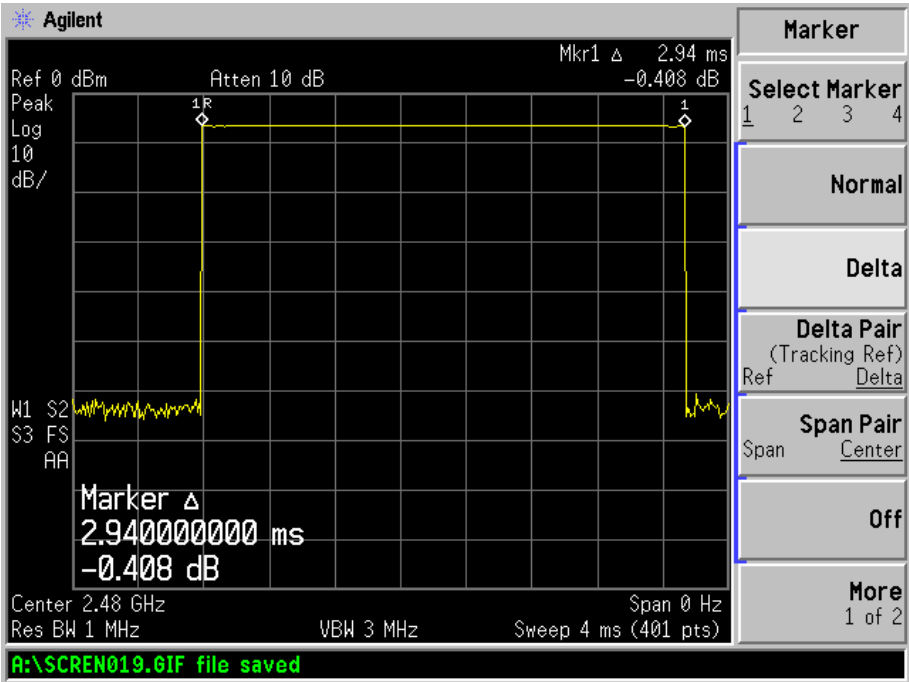 Agilent
Mkr1 Δ 2.94 ms
Ref 0 dBm Atten 10 dB -0.408 dB
Peak
Log
10
dB/
1R
1
W1 S2
S3 FS
AA
Marker Δ
2.940000000 ms
-0.408 dB
Center 2.48 GHz Span 0 Hz
Res BW 1 MHz VBW 3 MHz Sweep 4 ms (401 pts)
A:\SCREN019.GIF file saved
Marker
Select Marker
1 2 3 4
Normal
Delta
Delta Pair
(Tracking Ref)
Ref Delta
Span Pair
Span Center
Off
More
1 of 2